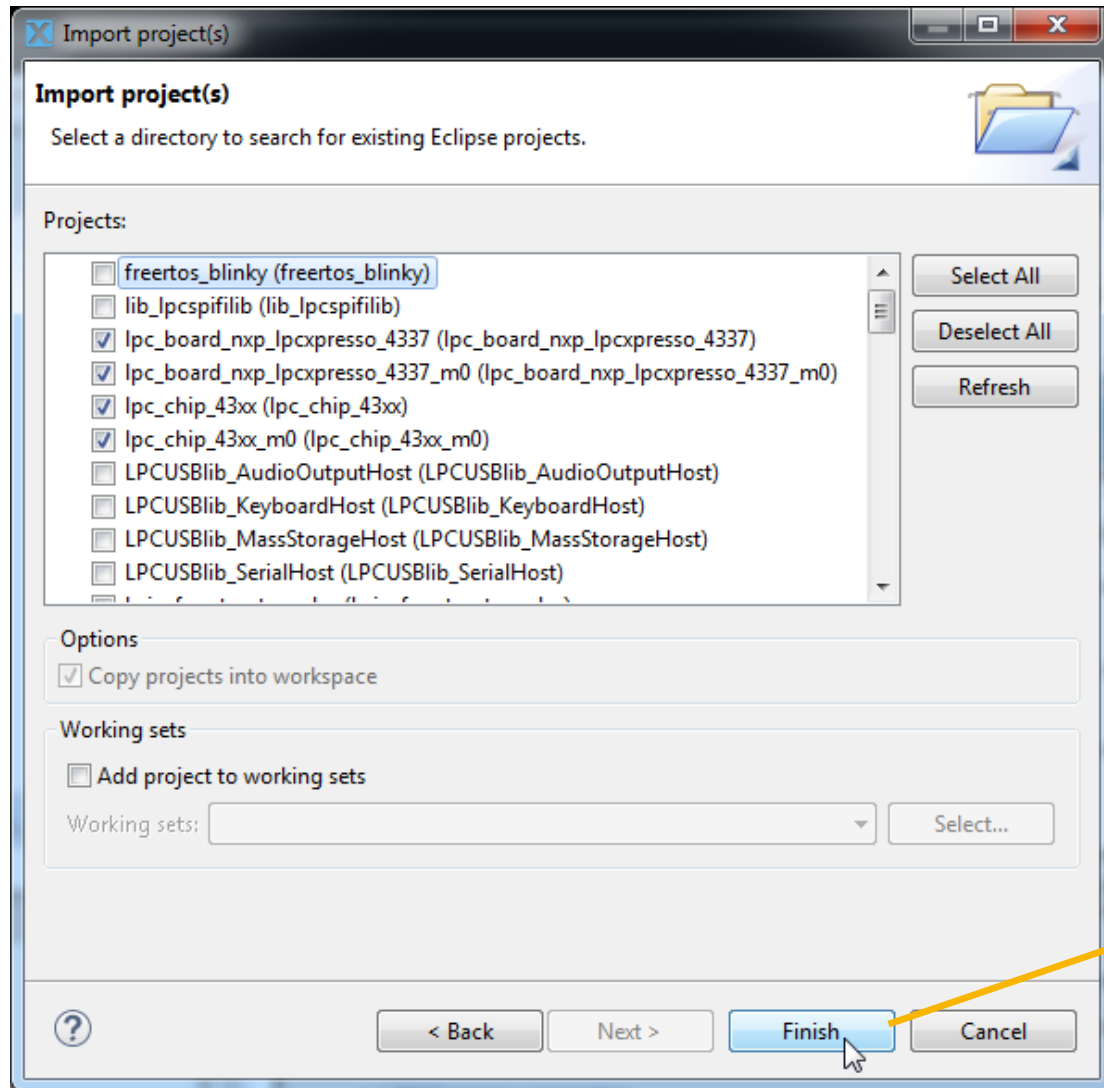 Import project(s)
Import project(s)
Select a directory to search for existing Eclipse projects.
Projects:
freertos_blinky (freertos_blinky)
lib_lpcspifilib (lib_lpcspifilib)
lpc_board_nxp_lpcxpresso_4337 (lpc_board_nxp_lpcxpresso_4337)
lpc_board_nxp_lpcxpresso_4337_m0 (lpc_board_nxp_lpcxpresso_4337_m0)
lpc_chip_43xx (lpc_chip_43xx)
lpc_chip_43xx_m0 (lpc_chip_43xx_m0)
LPCUSBlib_AudioOutputHost (LPCUSBlib_AudioOutputHost)
LPCUSBlib_KeyboardHost (LPCUSBlib_KeyboardHost)
LPCUSBlib_MassStorageHost (LPCUSBlib_MassStorageHost)
LPCUSBlib_SerialHost (LPCUSBlib_SerialHost)
Select All
Deselect All
Refresh
Options
Copy projects into workspace
Working sets
Add project to working sets
Working sets:
Select...
?
< Back
Next >
Finish
Cancel